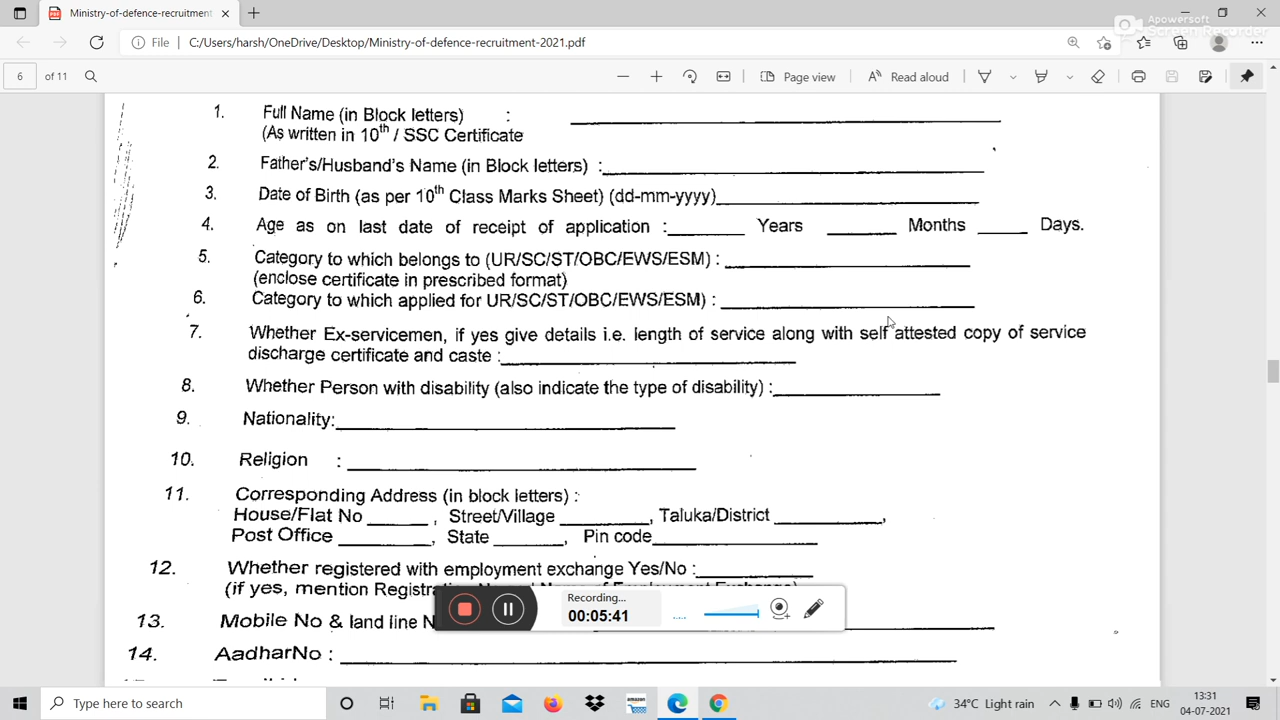 Ministry-of-defence-recruitment
Apowersoft
Screen Recorder
File C:/Users/harsh/OneDrive/Desktop/Ministry-of-defence-recruitment-2021.pdf
6 of 11 Page view Read aloud
1. Full Name (in Block letters) :
(As written in 10th / SSC Certificate
2. Father's/Husband's Name (in Block letters) :
3. Date of Birth (as per 10th Class Marks Sheet) (dd-mm-yyyy)
4. Age as on last date of receipt of application : Years Months Days.
5. Category to which belongs to (UR/SC/ST/OBC/EWS/ESM) :
(enclose certificate in prescribed format)
6. Category to which applied for UR/SC/ST/OBC/EWS/ESM) :
7. Whether Ex-servicemen, if yes give details i.e. length of service along with self attested copy of service
discharge certificate and caste :
8. Whether Person with disability (also indicate the type of disability) :
9. Nationality:
10. Religion :
11. Corresponding Address (in block letters) :
House/Flat No , Street/Village , Taluka/District ,
Post Office , State , Pin code
12. Whether registered with employment exchange Yes/No :
(if yes, mention Registra
Recording...
00:05:41
13. Mobile No & land line N
14. AadharNo :
Type here to search
amazon
34°C Light rain ENG 13:31
04-07-2021